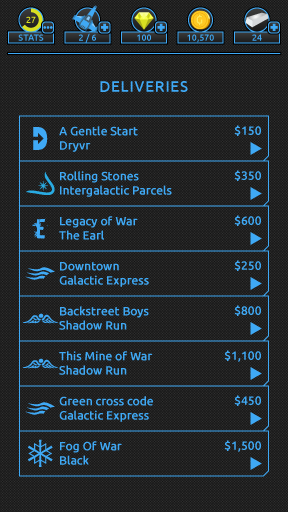 27
STATS
2 / 6
100
10,570
24
DELIVERIES
A Gentle Start $150
Dryvr
Rolling Stones $350
Intergalactic Parcels
Legacy of War $600
The Earl
Downtown $250
Galactic Express
Backstreet Boys $800
Shadow Run
This Mine of War $1,100
Shadow Run
Green cross code $450
Galactic Express
Fog Of War $1,500
Black